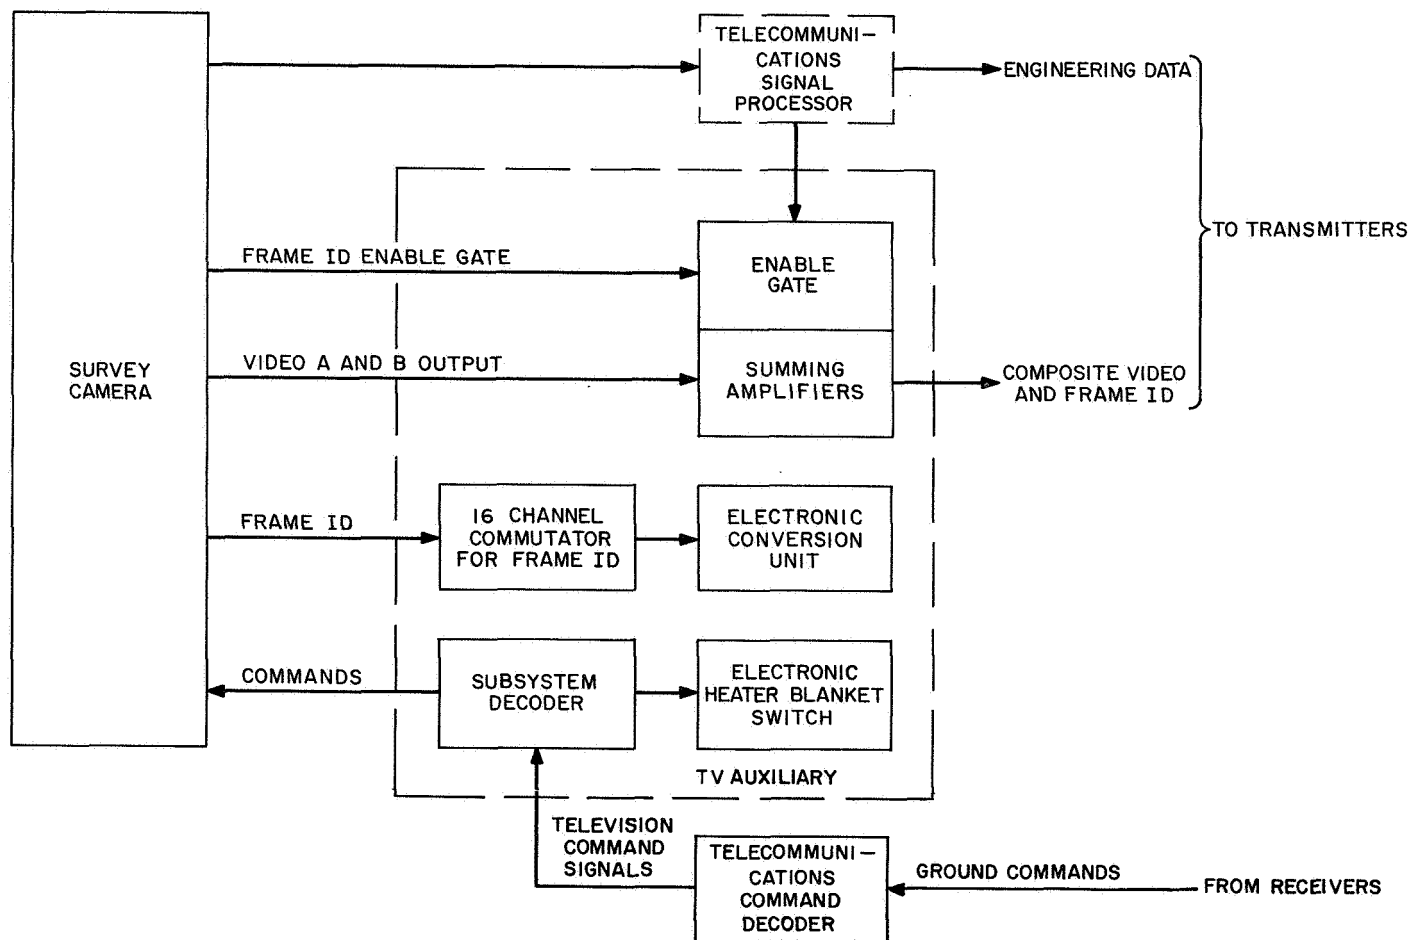 TELECOMMUNI-
CATIONS
SIGNAL
PROCESSOR
ENGINEERING DATA
TO TRANSMITTERS
FRAME ID ENABLE GATE
ENABLE
GATE
SURVEY
CAMERA
VIDEO A AND B OUTPUT
SUMMING
AMPLIFIERS
COMPOSITE VIDEO
AND FRAME ID
FRAME ID
16 CHANNEL
COMMUTATOR
FOR FRAME ID
ELECTRONIC
CONVERSION
UNIT
COMMANDS
SUBSYSTEM
DECODER
ELECTRONIC
HEATER BLANKET
SWITCH
TV AUXILIARY
TELEVISION
COMMAND
SIGNALS
TELECOMMUNI-
CATIONS
COMMAND
DECODER
GROUND COMMANDS
FROM RECEIVERS